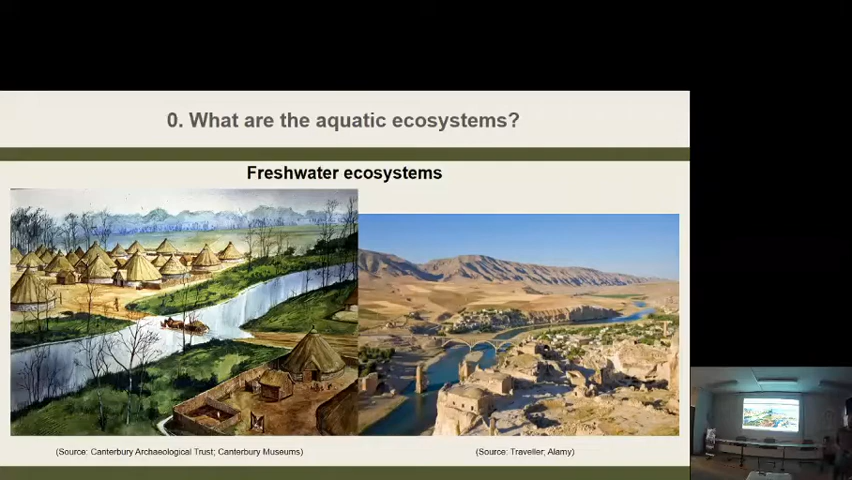 0. What are the aquatic ecosystems?
Freshwater ecosystems
(Source: Canterbury Archaeological Trust; Canterbury Museums)
(Source: Traveller; Alamy)